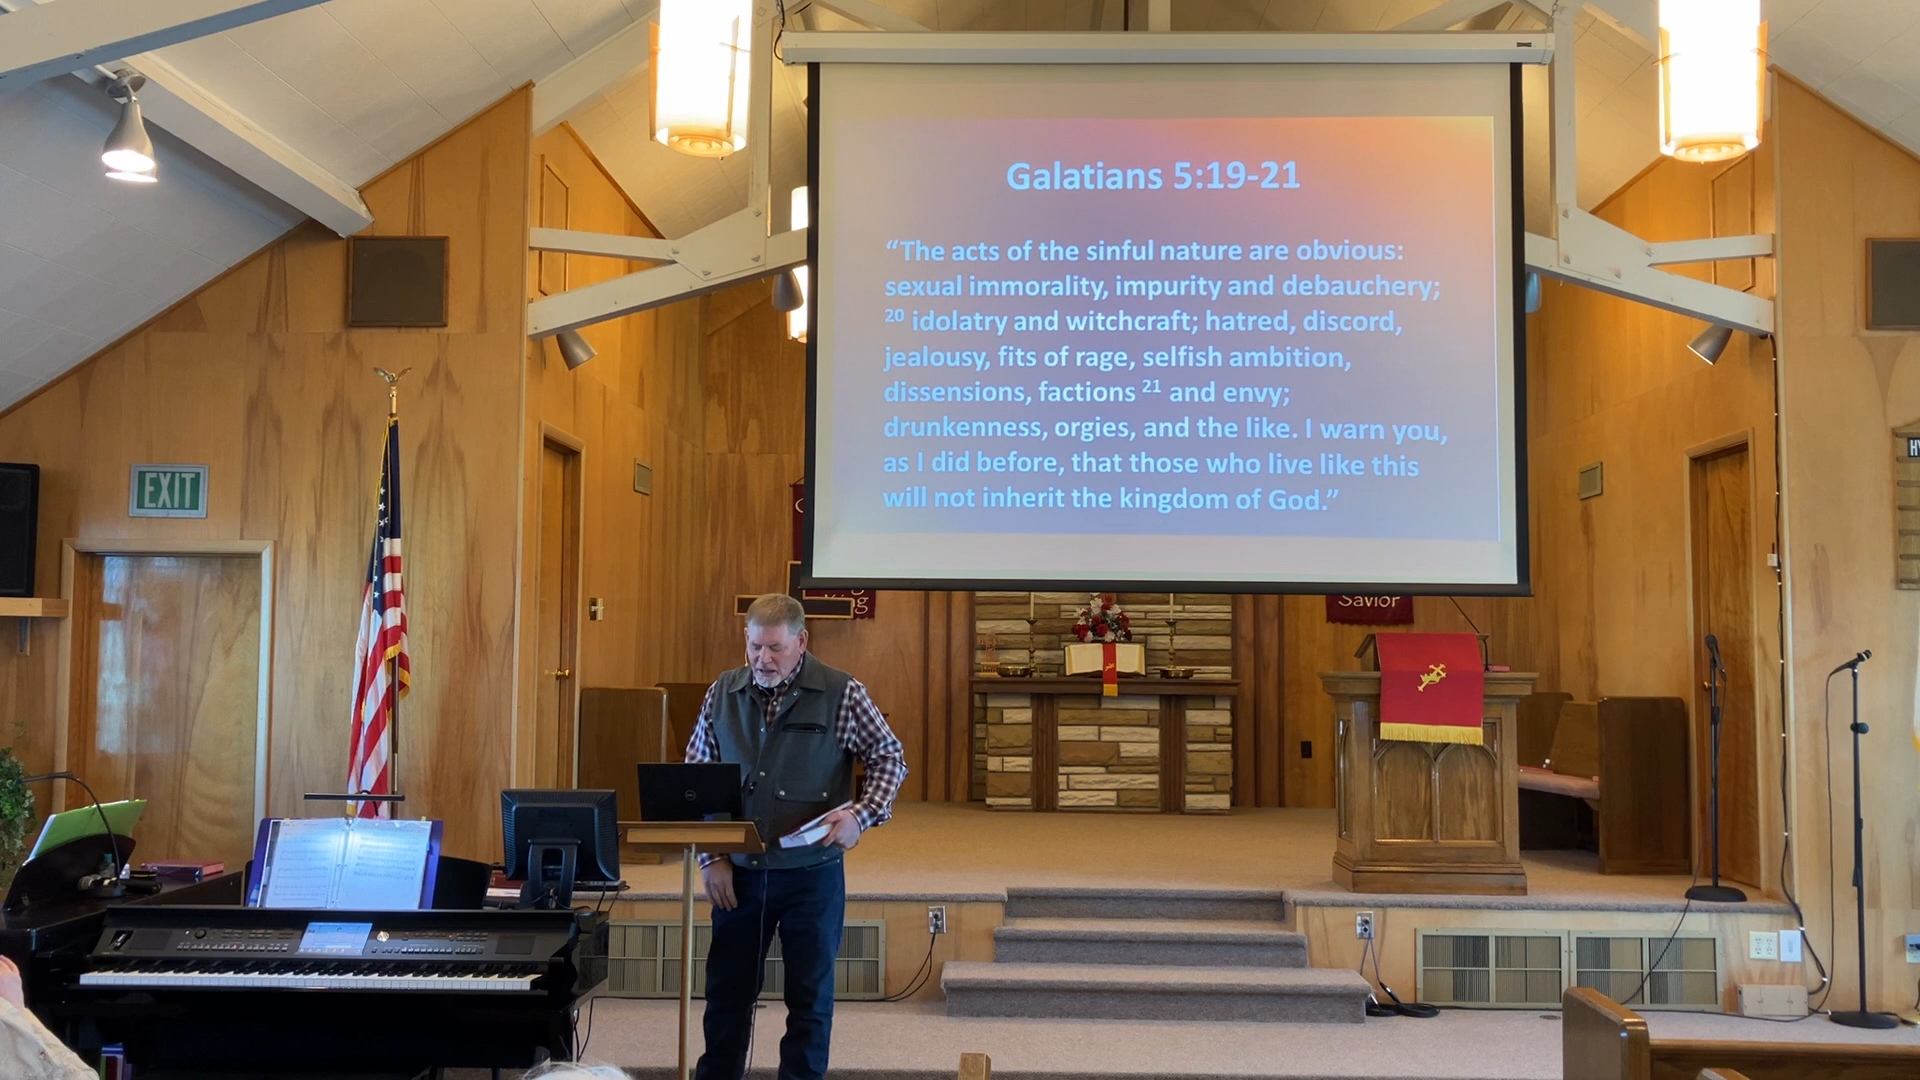 Galatians 5:19-21
“The acts of the sinful nature are obvious:
sexual immorality, impurity and debauchery;
20 idolatry and witchcraft; hatred, discord,
jealousy, fits of rage, selfish ambition,
dissensions, factions 21 and envy;
drunkenness, orgies, and the like. I warn you,
as I did before, that those who live like this
will not inherit the kingdom of God.”
EXIT
King
Savior
DELL